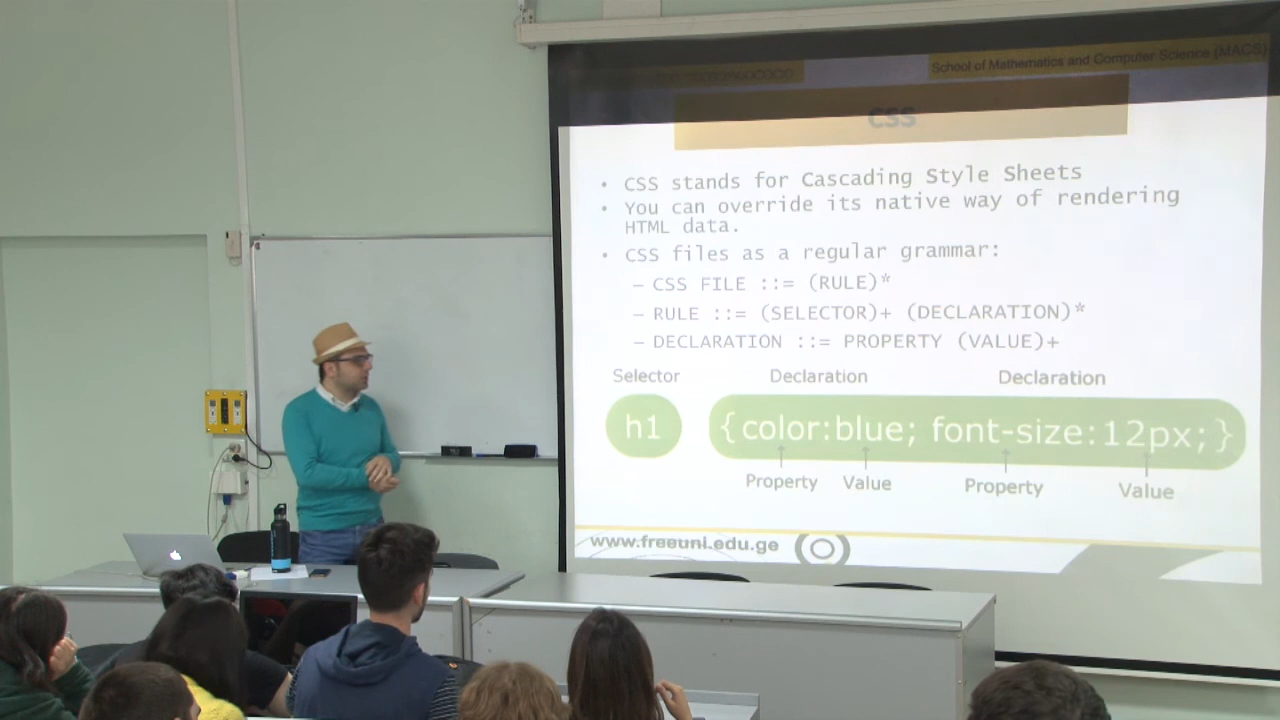 School of Mathematics and Computer Science (MACS)
CSS
• CSS stands for Cascading Style Sheets
• You can override its native way of rendering
HTML data.
• CSS files as a regular grammar:
– CSS FILE ::= (RULE)*
– RULE ::= (SELECTOR)+ (DECLARATION)*
– DECLARATION ::= PROPERTY (VALUE)+
Selector Declaration Declaration
h1 {color:blue; font-size:12px;}
Property Value Property Value
www.freeuni.edu.ge